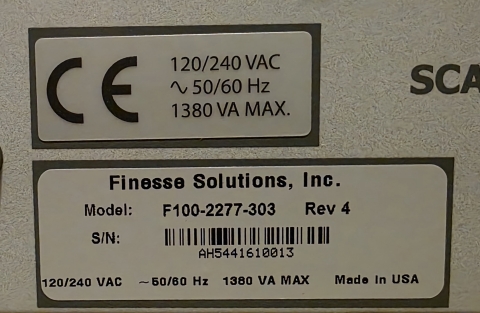 CE 120/240 VAC
∿ 50/60 Hz
1380 VA MAX.
SCA
Finesse Solutions, Inc.
Model: F100-2277-303 Rev 4
S/N:
AH5441610013
120/240 VAC ~50/60 Hz 1380 VA MAX Made In USA